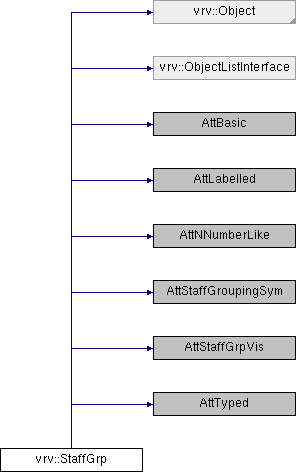 vrv::Object
vrv::ObjectListInterface
AttBasic
AttLabelled
AttNNumberLike
AttStaffGroupingSym
AttStaffGrpVis
AttTyped
vrv::StaffGrp